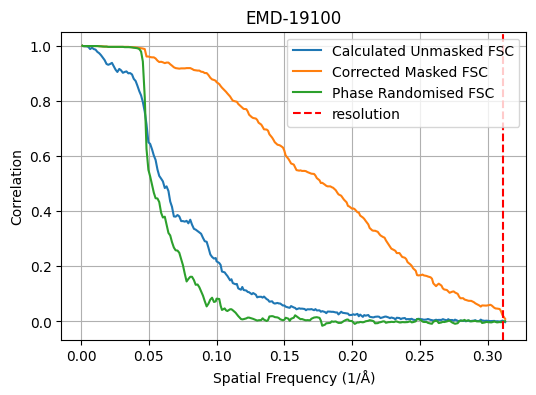 EMD-19100
Calculated Unmasked FSC
Corrected Masked FSC
Phase Randomised FSC
resolution
Correlation
1.0
0.8
0.6
0.4
0.2
0.0
0.00 0.05 0.10 0.15 0.20 0.25 0.30
Spatial Frequency (1/Å)